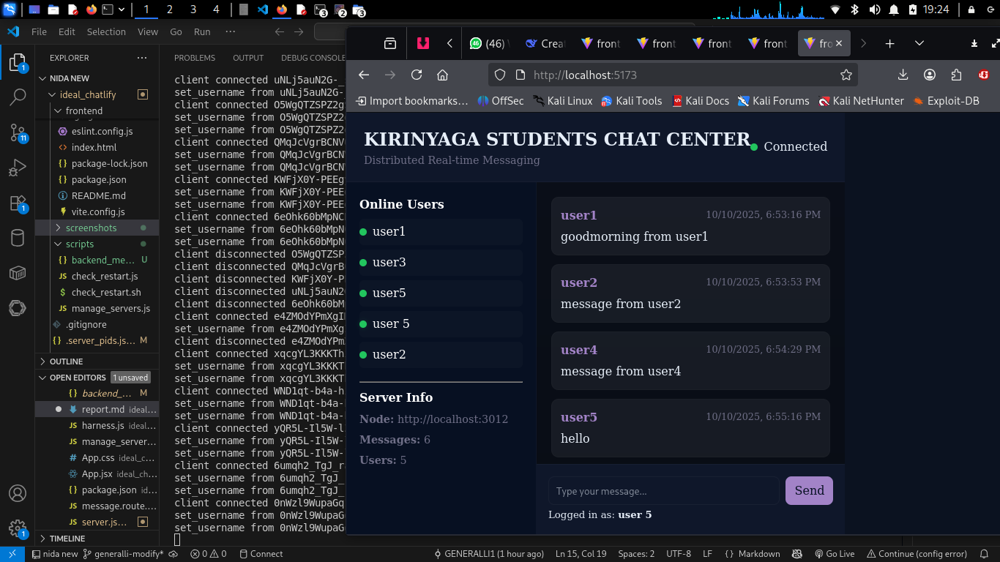 1 2 3 4 3 2 3 19:24
File Edit Selection View Go Run ···
(46) Crea front front front front fro
http://localhost:5173
Import bookmarks... OffSec Kali Linux Kali Tools Kali Docs Kali Forums Kali NetHunter Exploit-DB
EXPLORER
NIDA NEW
ideal_chatlify
frontend
eslint.config.js
index.html
package-lock.json
package.json
README.md
vite.config.js
screenshots
scripts
backend_me... U
check_restart.js
check_restart.sh
manage_servers.js
.gitignore
.server_pids.js... M
OUTLINE
OPEN EDITORS 1 unsaved
backend_... M
report.md ideal...
harness.js ideal...
manage_server...
App.css ideal_c...
App.jsx ideal_ch...
package.json id...
message.route....
server.js...
TIMELINE
1
11
1
1
PROBLEMS OUTPUT DEBUG CONSOLE
client connected uNLj5auN2G-_
set_username from uNLj5auN2G-
client connected O5WgQTZSPZ2g
set_username from O5WgQTZSPZ2
set_username from O5WgQTZSPZ2
client connected QMqJcVgrBCNV
set_username from QMqJcVgrBCN
set_username from QMqJcVgrBCN
client connected KWFjX0Y-PEEg
set_username from KWFjX0Y-PEE
set_username from KWFjX0Y-PEE
client connected 6eOhk60bMpNC
set_username from 6eOhk60bMpN
set_username from 6eOhk60bMpN
client disconnected O5WgQTZSP
client disconnected QMqJcVgrB
client disconnected KWFjX0Y-P
client disconnected uNLj5auN2
client disconnected 6eOhk60bM
client connected e4ZMOdYPmXgI
set_username from e4ZMOdYPmXg
client disconnected e4ZMOdYPm
client connected xqcgYL3KKKTh
set_username from xqcgYL3KKKT
set_username from xqcgYL3KKKT
client connected WND1qt-b4a-h
set_username from WND1qt-b4a-
set_username from WND1qt-b4a-
client connected yQR5L-Il5W-l
set_username from yQR5L-Il5W-
set_username from yQR5L-Il5W-
client connected 6umqh2_TgJ_r
set_username from 6umqh2_TgJ_
set_username from 6umqh2_TgJ_
client connected 0nWzl9WupaGq
set_username from 0nWzl9WupaG
set_username from 0nWzl9WupaG
KIRINYAGA STUDENTS CHAT CENTER
Connected
Distributed Real-time Messaging
Online Users
user1
user3
user5
user 5
user2
Server Info
Node: http://localhost:3012
Messages: 6
Users: 5
user1 10/10/2025, 6:53:16 PM
goodmorning from user1
user2 10/10/2025, 6:53:53 PM
message from user2
user4 10/10/2025, 6:54:29 PM
message from user4
user5 10/10/2025, 6:55:16 PM
hello
Type your message... Send
Logged in as: user 5
nida new generalli-modify* 0 0 Connect GENERALLI1 (1 hour ago) Ln 15, Col 19 Spaces: 2 UTF-8 LF { } Markdown Go Live Continue (config error)